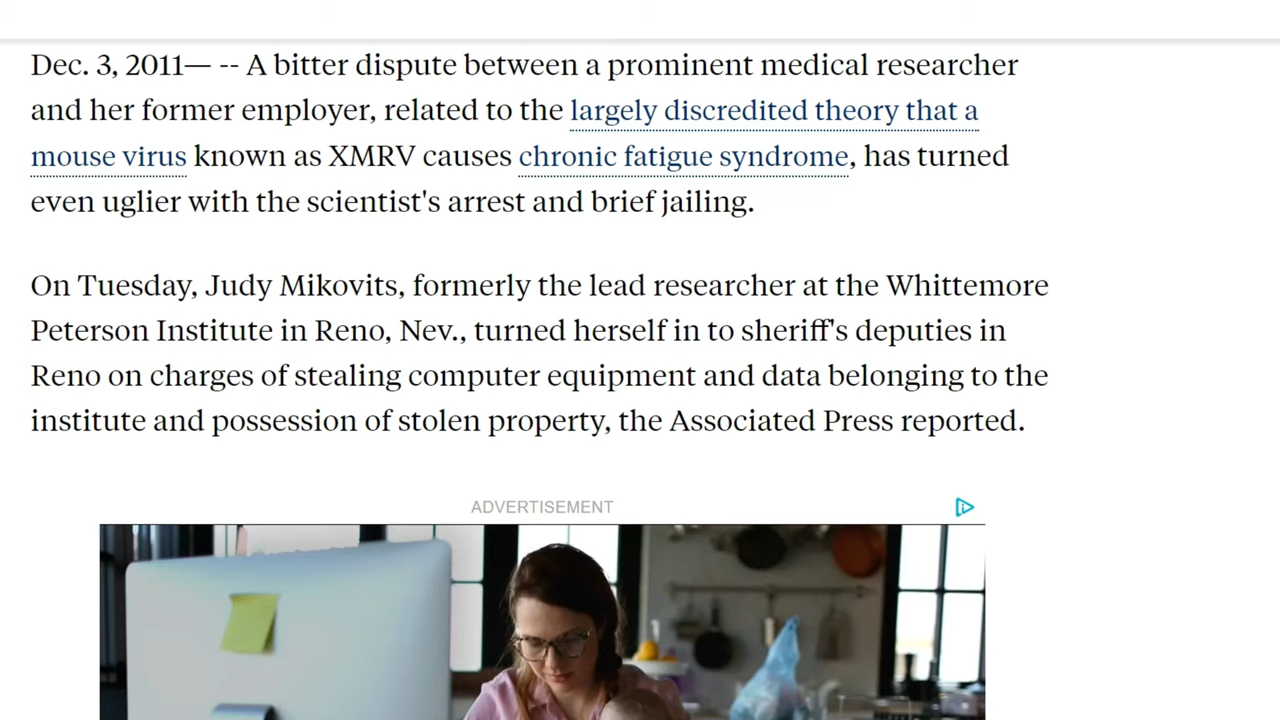 Dec. 3, 2011— -- A bitter dispute between a prominent medical researcher
and her former employer, related to the largely discredited theory that a
mouse virus known as XMRV causes chronic fatigue syndrome, has turned
even uglier with the scientist's arrest and brief jailing.
On Tuesday, Judy Mikovits, formerly the lead researcher at the Whittemore
Peterson Institute in Reno, Nev., turned herself in to sheriff's deputies in
Reno on charges of stealing computer equipment and data belonging to the
institute and possession of stolen property, the Associated Press reported.
ADVERTISEMENT